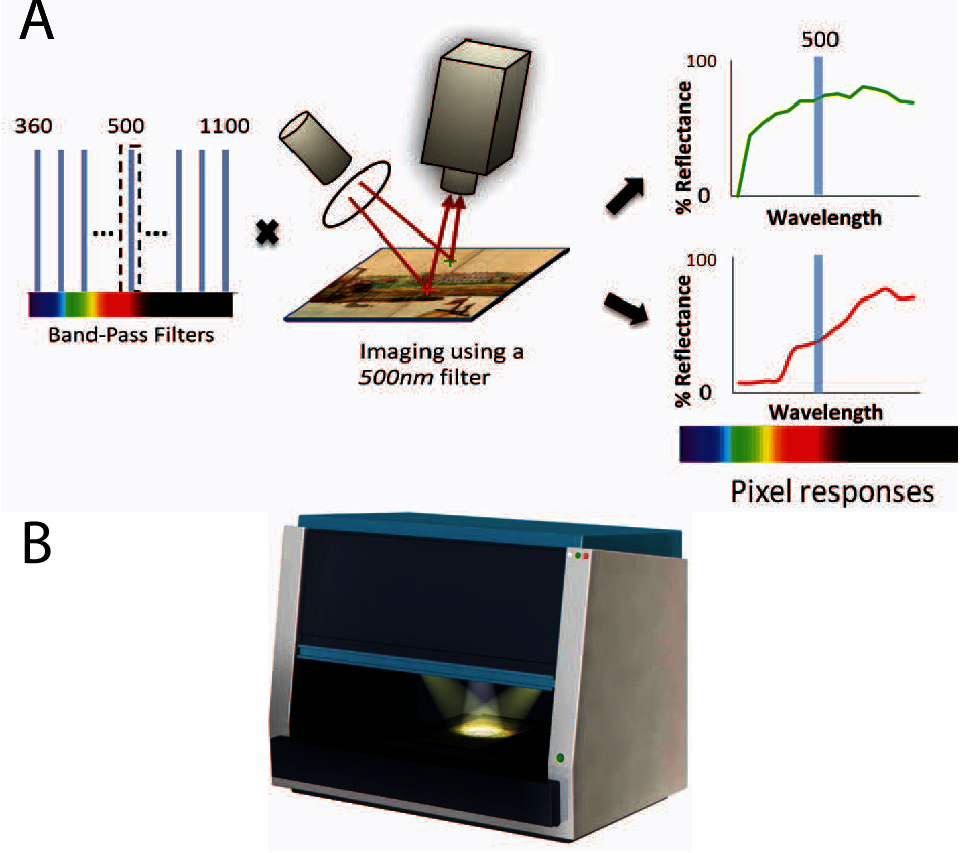 A
360 500 1100
... ...
Band-Pass Filters
Imaging using a
500nm filter
500
100
% Reflectance
0
Wavelength
100
% Reflectance
0
Wavelength
Pixel responses
B